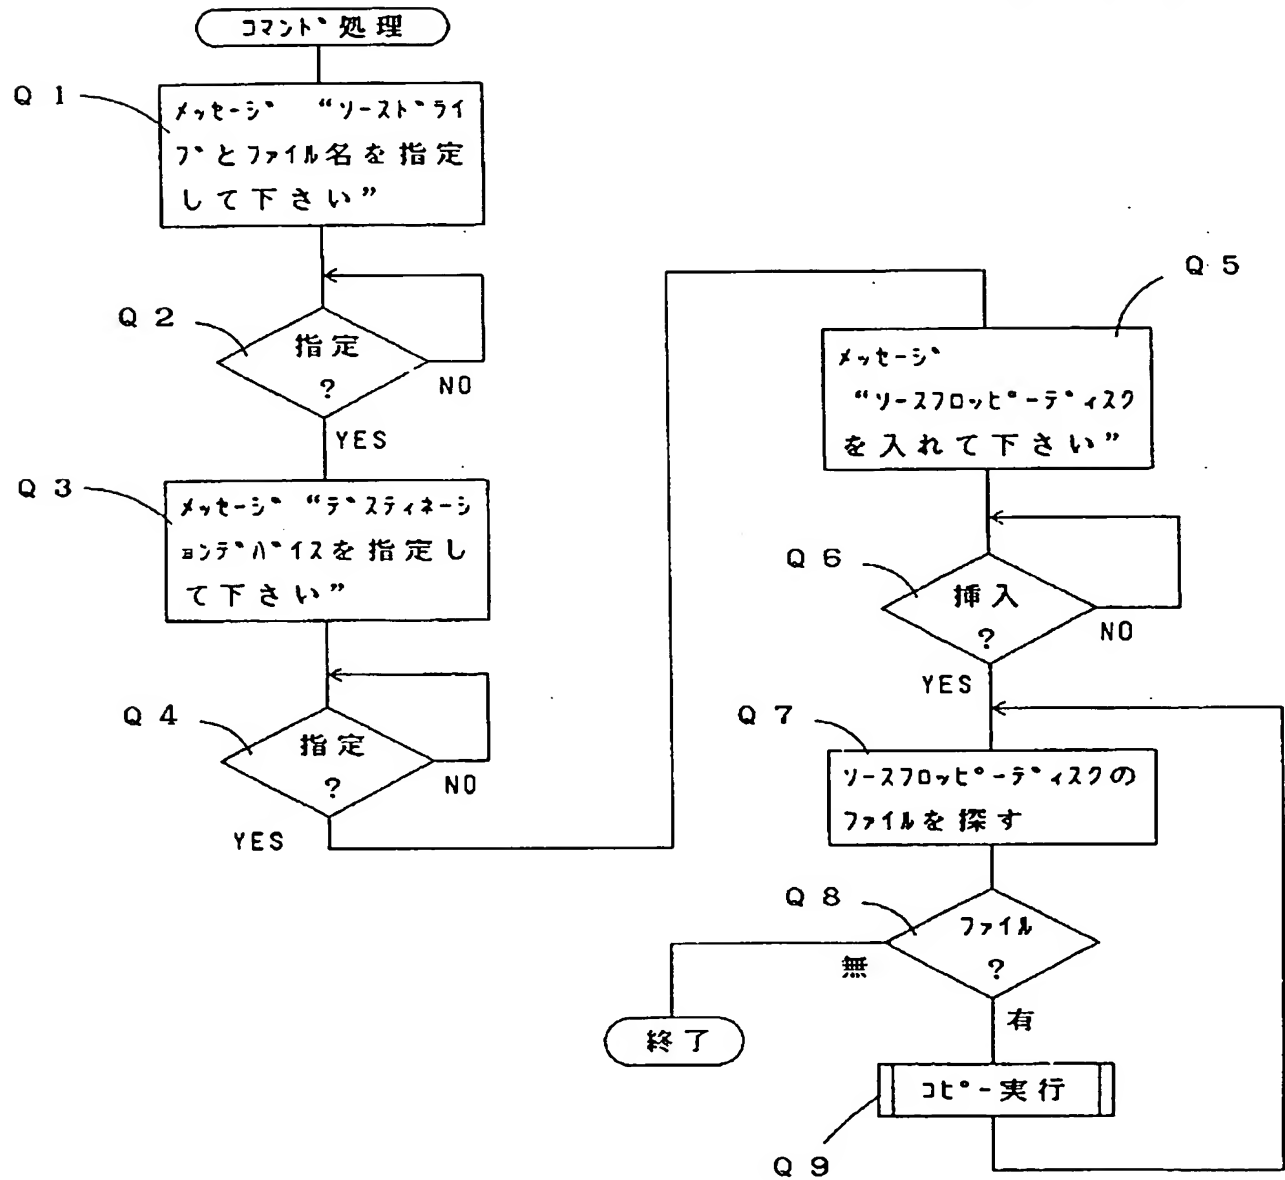 コマンド処理
Q 1
メッセージ “ソースドライ
ブとファイル名を指定
して下さい”
Q 2
指定
?
NO
YES
Q 3
メッセージ “デスティネーシ
ョンデバイスを指定し
て下さい”
Q 4
指定
?
NO
YES
Q 5
メッセージ
“ソースフロッピーディスク
を入れて下さい”
Q 6
挿入
?
NO
YES
Q 7
ソースフロッピーディスクの
ファイルを探す
Q 8
ファイル
?
無
有
終了
コピー実行
Q 9